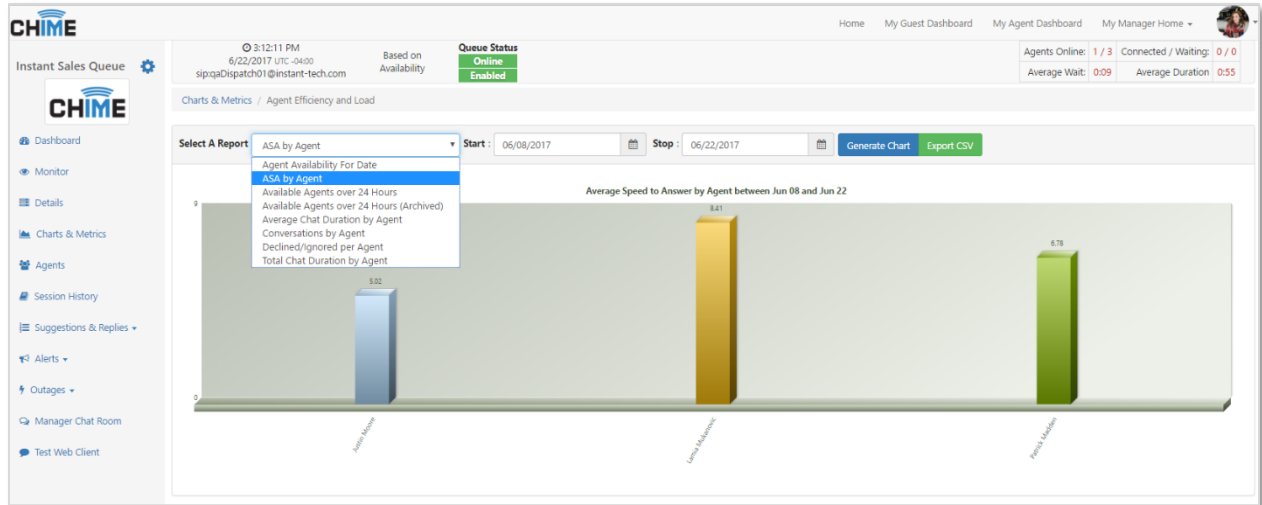 CHIME
Home My Guest Dashboard My Agent Dashboard My Manager Home
Instant Sales Queue
CHIME
Dashboard
Monitor
Details
Charts & Metrics
Agents
Session History
Suggestions & Replies
Alerts
Outages
Manager Chat Room
Test Web Client
3:12:11 PM
6/22/2017 UTC -04:00
sip:qaDispatch01@instant-tech.com
Based on
Availability
Queue Status
Online
Enabled
Agents Online: 1 / 3 Connected / Waiting: 0 / 0
Average Wait: 0:09 Average Duration 0:55
Charts & Metrics / Agent Efficiency and Load
Select A Report ASA by Agent Start : 06/08/2017 Stop : 06/22/2017 Generate Chart Export CSV
Agent Availability For Date
ASA by Agent
Available Agents over 24 Hours
Available Agents over 24 Hours (Archived)
Average Chat Duration by Agent
Conversations by Agent
Declined/Ignored per Agent
Total Chat Duration by Agent
Average Speed to Answer by Agent between Jun 08 and Jun 22
9
8.41
6.78
5.02
0
Justin Moore
Lamia Mukanovic
Patrick Madden